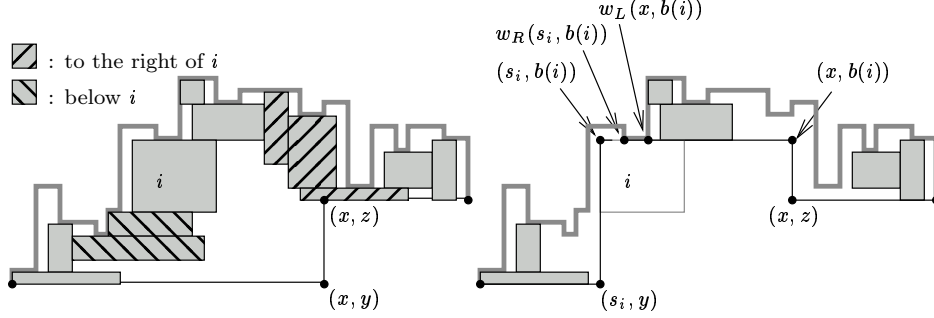 : to the right of i
: below i
i
(x, z)
(x, y)
w_L(x, b(i))
w_R(s_i, b(i))
(s_i, b(i))
(x, b(i))
i
(x, z)
(s_i, y)